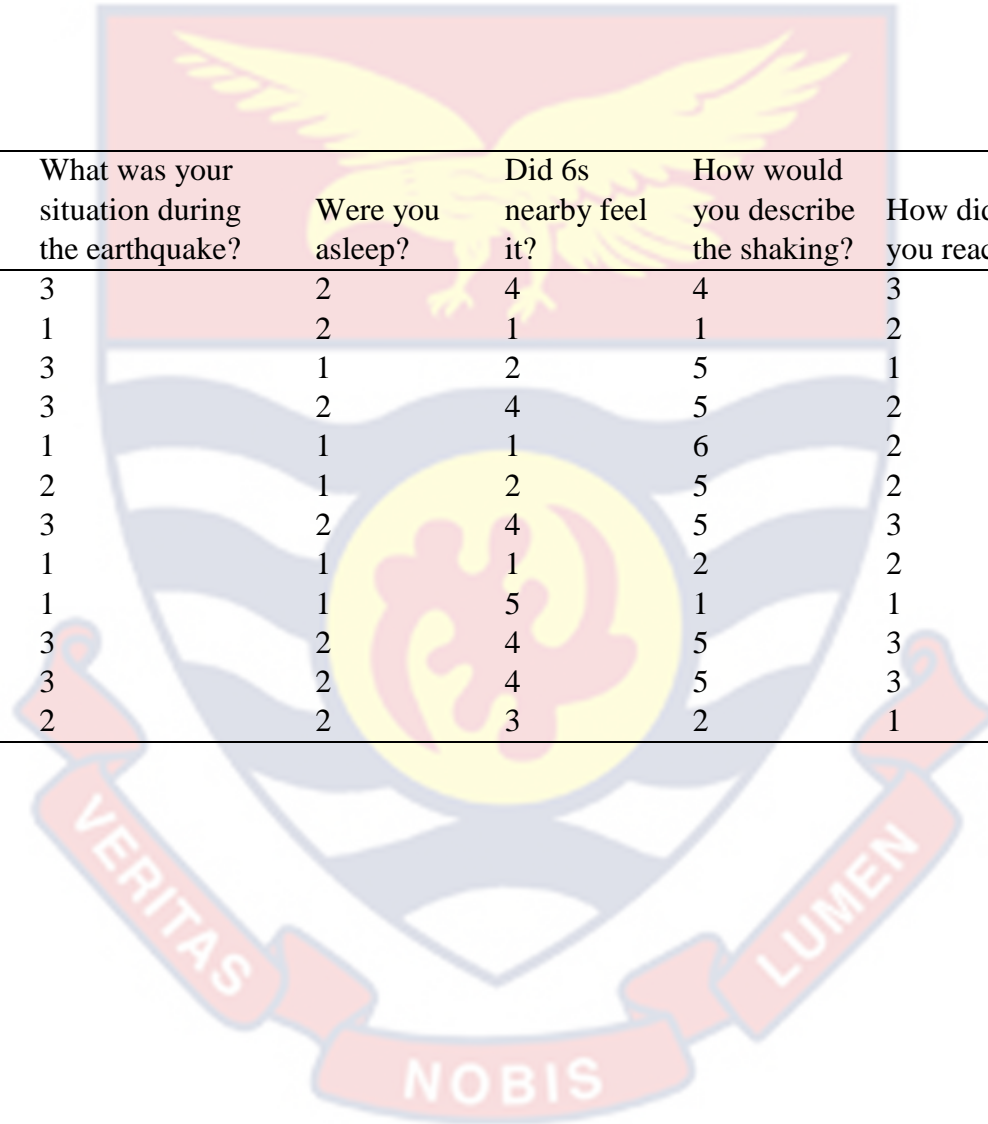 What was your Did 6s How would
situation during Were you nearby feel you describe How did
the earthquake? asleep? it? the shaking? you reac
3 2 4 4 3
1 2 1 1 2
3 1 2 5 1
3 2 4 5 2
1 1 1 6 2
2 1 2 5 2
3 2 4 5 3
1 1 1 2 2
1 1 5 1 1
3 2 4 5 3
3 2 4 5 3
2 2 3 2 1
VERITAS
NOBIS
LUMEN